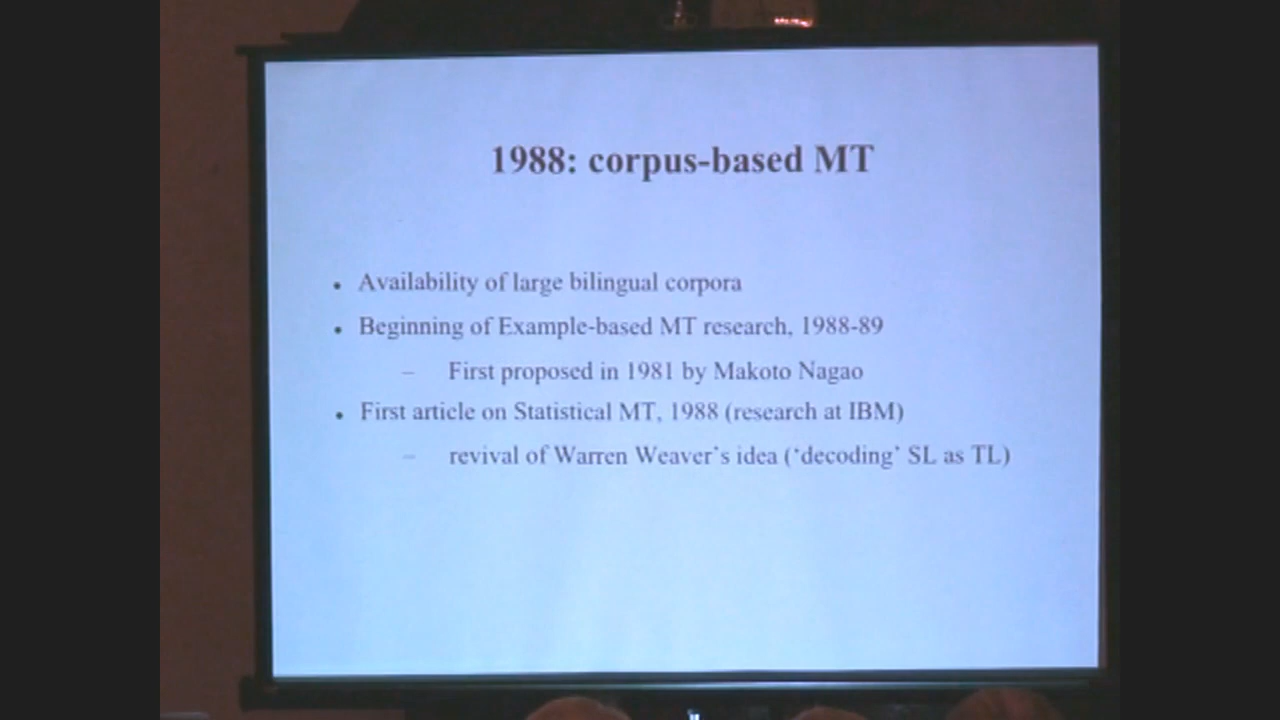 1988: corpus-based MT
• Availability of large bilingual corpora
• Beginning of Example-based MT research, 1988-89
– First proposed in 1981 by Makoto Nagao
• First article on Statistical MT, 1988 (research at IBM)
– revival of Warren Weaver's idea ('decoding' SL as TL)